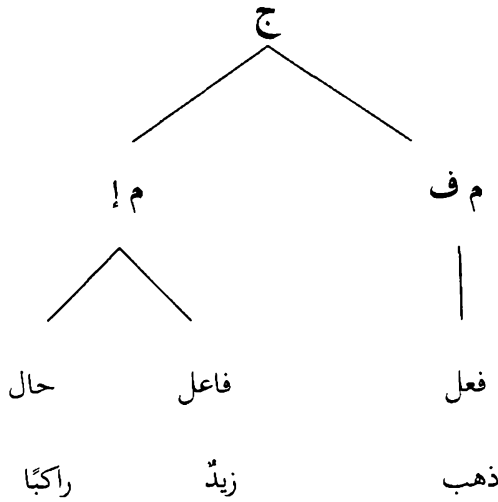 ج
م ف م إ
فعل فاعل حال
ذهب زيدٌ راكبًا